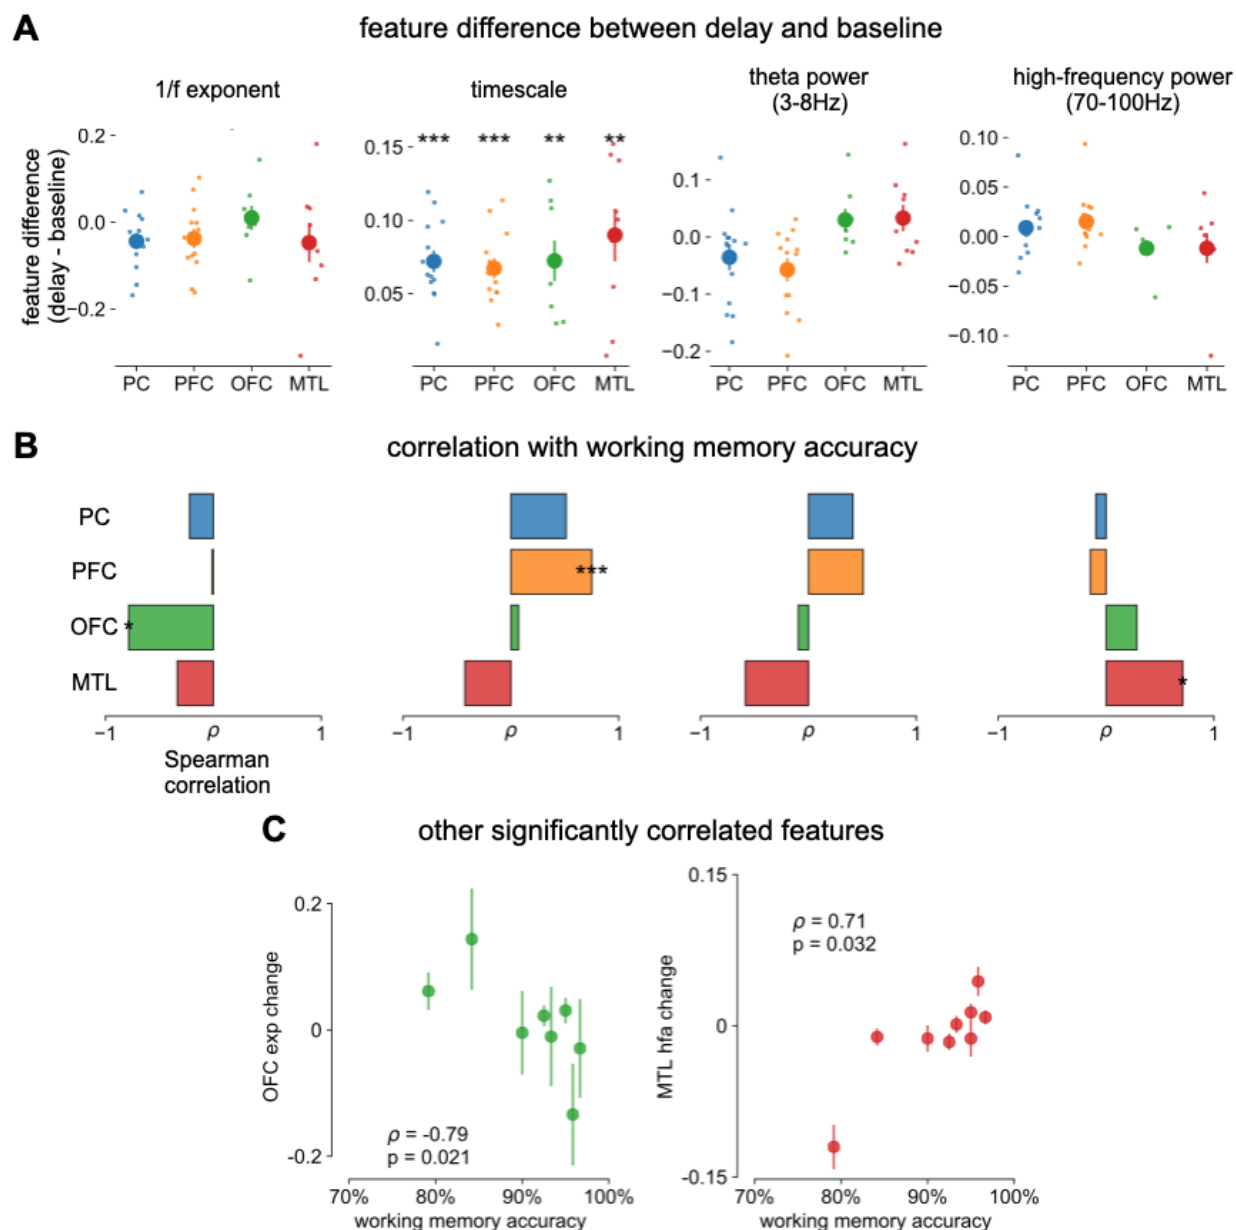 A
feature difference between delay and baseline
1/f exponent
timescale
theta power
(3-8Hz)
high-frequency power
(70-100Hz)
feature difference
(delay - baseline)
0.2
0.0
−0.2
PC PFC OFC MTL
*** *** ** **
0.15
0.10
0.05
PC PFC OFC MTL
0.1
0.0
−0.1
−0.2
PC PFC OFC MTL
0.10
0.05
0.00
−0.05
−0.10
PC PFC OFC MTL
B
correlation with working memory accuracy
PC
PFC
OFC
MTL
*
***
*
−1 ρ 1
−1 ρ 1
−1 ρ 1
−1 ρ 1
Spearman
correlation
C
other significantly correlated features
OFC exp change
0.2
0
-0.2
ρ = -0.79
p = 0.021
70% 80% 90% 100%
working memory accuracy
MTL hfa change
0.15
0
-0.15
ρ = 0.71
p = 0.032
70% 80% 90% 100%
working memory accuracy